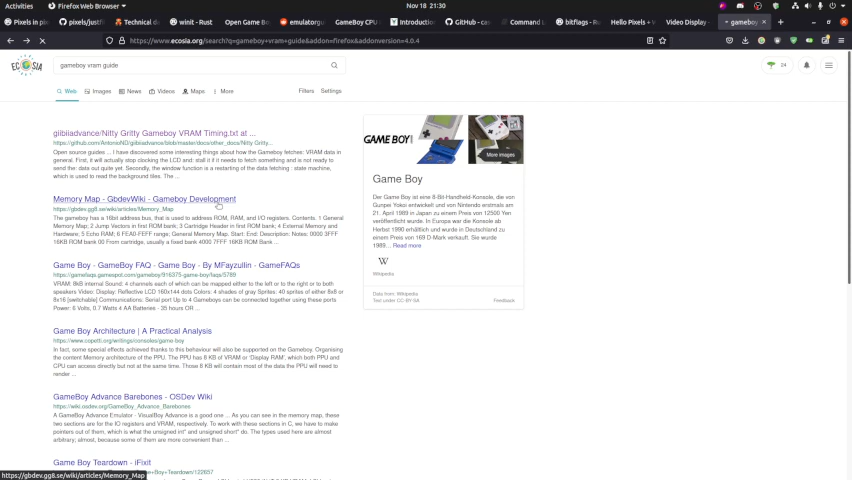 Activities
Firefox Web Browser
Nov 18 21:30
Pixels in pix
pixels/justfi
Technical do
winit - Rust
Open Game B
emulatorgu
GameBoy CPU
Introduction
GitHub - ca
Command L
bitflags - R
Hello Pixels + W
Video Display
gameboy
https://www.ecosia.org/search?q=gameboy+vram+guide&addon=firefox&addonversion=4.0.4
ECOSIA
gameboy vram guide
24
Web
Images
News
Videos
Maps
More
Filters
Settings
giibiiadvance/Nitty Gritty Gameboy VRAM Timing.txt at ...
https://github.com/AntonioND/giibiiadvance/blob/master/docs/other_docs/Nitty Gritty...
Open source guides ... I have discovered some interesting things about how the Gameboy fetches: VRAM data in
general. First, it will actually stop clocking the LCD and: stall it if it needs to fetch something and is not ready to
send the: data out quite yet. Secondly, the window function is a restarting of the data fetching : state machine,
which is used to read the background tiles. The ...
Memory Map - GbdevWiki - Gameboy Development
https://gbdev.gg8.se/wiki/articles/Memory_Map
The gameboy has a 16bit address bus, that is used to address ROM, RAM, and I/O registers. Contents. 1 General
Memory Map; 2 Jump Vectors in first ROM bank; 3 Cartridge Header in first ROM bank; 4 External Memory and
Hardware; 5 Echo RAM; 6 FEA0-FEFF range; General Memory Map. Start: End: Description: Notes: 0000 3FFF
16KB ROM bank 00 From cartridge, usually a fixed bank 4000 7FFF 16KB ROM Bank ...
Game Boy - GameBoy FAQ - Game Boy - By MFayzullin - GameFAQs
https://gamefaqs.gamespot.com/gameboy/916375-game-boy/faqs/5789
VRAM: 8kB internal Sound: 4 channels each of which can be mapped either to the left or to the right or to both
speakers Video: Display: Reflective LCD 160x144 dots Colors: 4 shades of gray Sprites: 40 sprites of either 8x8 or
8x16 [switchable] Communications: Serial port Up to 4 Gameboys can be connected together using these ports
Power: 6 Volts, 0.7 Watts 4 AA Batteries - 35 hours OR ...
Game Boy Architecture | A Practical Analysis
https://www.copetti.org/writings/consoles/game-boy
In fact, some special effects achieved thanks to this behaviour will also be supported on the Gameboy. Organising
the content Memory architecture of the PPU. The PPU has 8 KB of VRAM or 'Display RAM', which both PPU and
CPU can access directly but not at the same time. Those 8 KB will contain most of the data the PPU will need to
render ...
GameBoy Advance Barebones - OSDev Wiki
https://wiki.osdev.org/GameBoy_Advance_Barebones
A GameBoy Advance Emulator - VisualBoy Advance is a good one ... As you can see in the memory map, these
two sections are for the IO registers and VRAM, respectively. To work with these sections in C, we have to make
pointers out of them, which is what the unsigned int* and unsigned short* do. The types used here are almost
arbitrary; almost, because some of them are more convenient than ...
Game Boy Teardown - iFixit
https://gbdev.gg8.se/wiki/articles/Memory_Map
+Boy+Teardown/122657
GAME BOY
More images
Game Boy
Der Game Boy ist eine 8-Bit-Handheld-Konsole, die von
Gunpei Yokoi entwickelt und von Nintendo erstmals am
21. April 1989 in Japan zu einem Preis von 12500 Yen
veröffentlicht wurde. In Europa war die Konsole ab
Herbst 1990 erhältlich und wurde in Deutschland zu
einem Preis von 169 D-Mark verkauft. Sie wurde
1989... Read more
W
Wikipedia
Data from: Wikipedia
Text under CC-BY-SA
Feedback